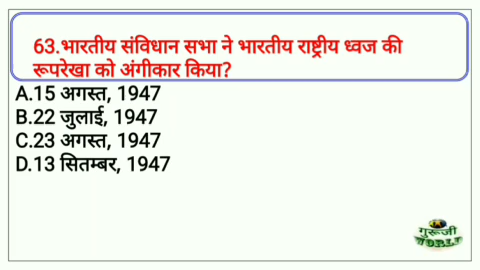 63.भारतीय संविधान सभा ने भारतीय राष्ट्रीय ध्वज की
रूपरेखा को अंगीकार किया?
A.15 अगस्त, 1947
B.22 जुलाई, 1947
C.23 अगस्त, 1947
D.13 सितम्बर, 1947
गुरूजी
WORLD